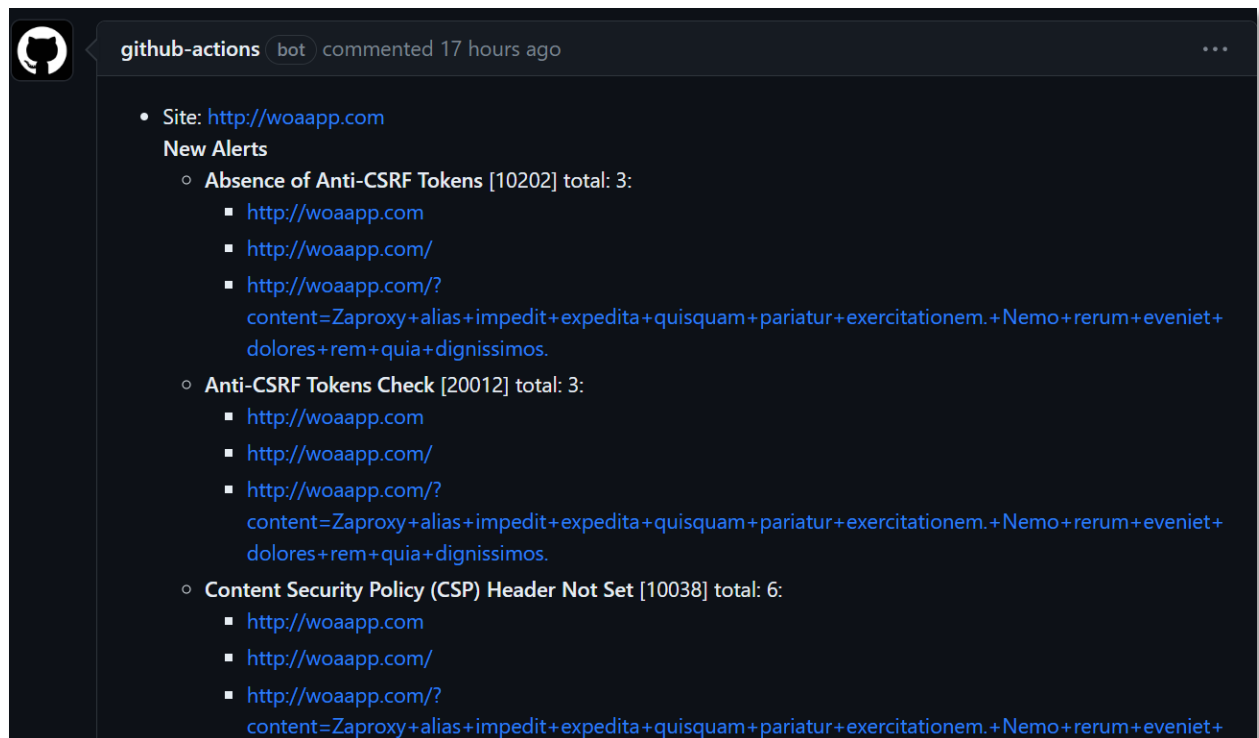 github-actions bot commented 17 hours ago
Site: http://woaapp.com
New Alerts
Absence of Anti-CSRF Tokens [10202] total: 3:
http://woaapp.com
http://woaapp.com/
http://woaapp.com/?
content=Zaproxy+alias+impedit+expedita+quisquam+pariatur+exercitationem.+Nemo+rerum+eveniet+
dolores+rem+quia+dignissimos.
Anti-CSRF Tokens Check [20012] total: 3:
http://woaapp.com
http://woaapp.com/
http://woaapp.com/?
content=Zaproxy+alias+impedit+expedita+quisquam+pariatur+exercitationem.+Nemo+rerum+eveniet+
dolores+rem+quia+dignissimos.
Content Security Policy (CSP) Header Not Set [10038] total: 6:
http://woaapp.com
http://woaapp.com/
http://woaapp.com/?
content=Zaproxy+alias+impedit+expedita+quisquam+pariatur+exercitationem.+Nemo+rerum+eveniet+